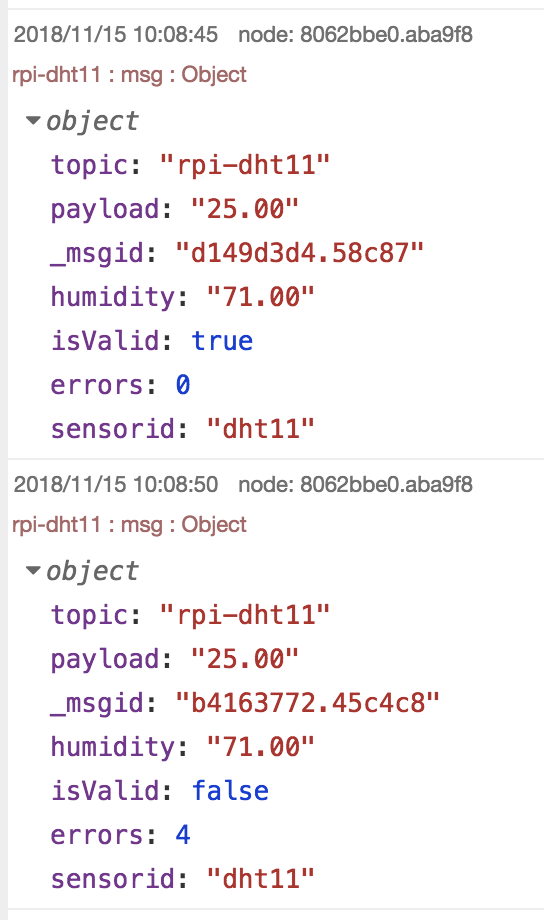 2018/11/15 10:08:45 node: 8062bbe0.aba9f8
rpi-dht11 : msg : Object
object
topic: "rpi-dht11"
payload: "25.00"
_msgid: "d149d3d4.58c87"
humidity: "71.00"
isValid: true
errors: 0
sensorid: "dht11"
2018/11/15 10:08:50 node: 8062bbe0.aba9f8
rpi-dht11 : msg : Object
object
topic: "rpi-dht11"
payload: "25.00"
_msgid: "b4163772.45c4c8"
humidity: "71.00"
isValid: false
errors: 4
sensorid: "dht11"